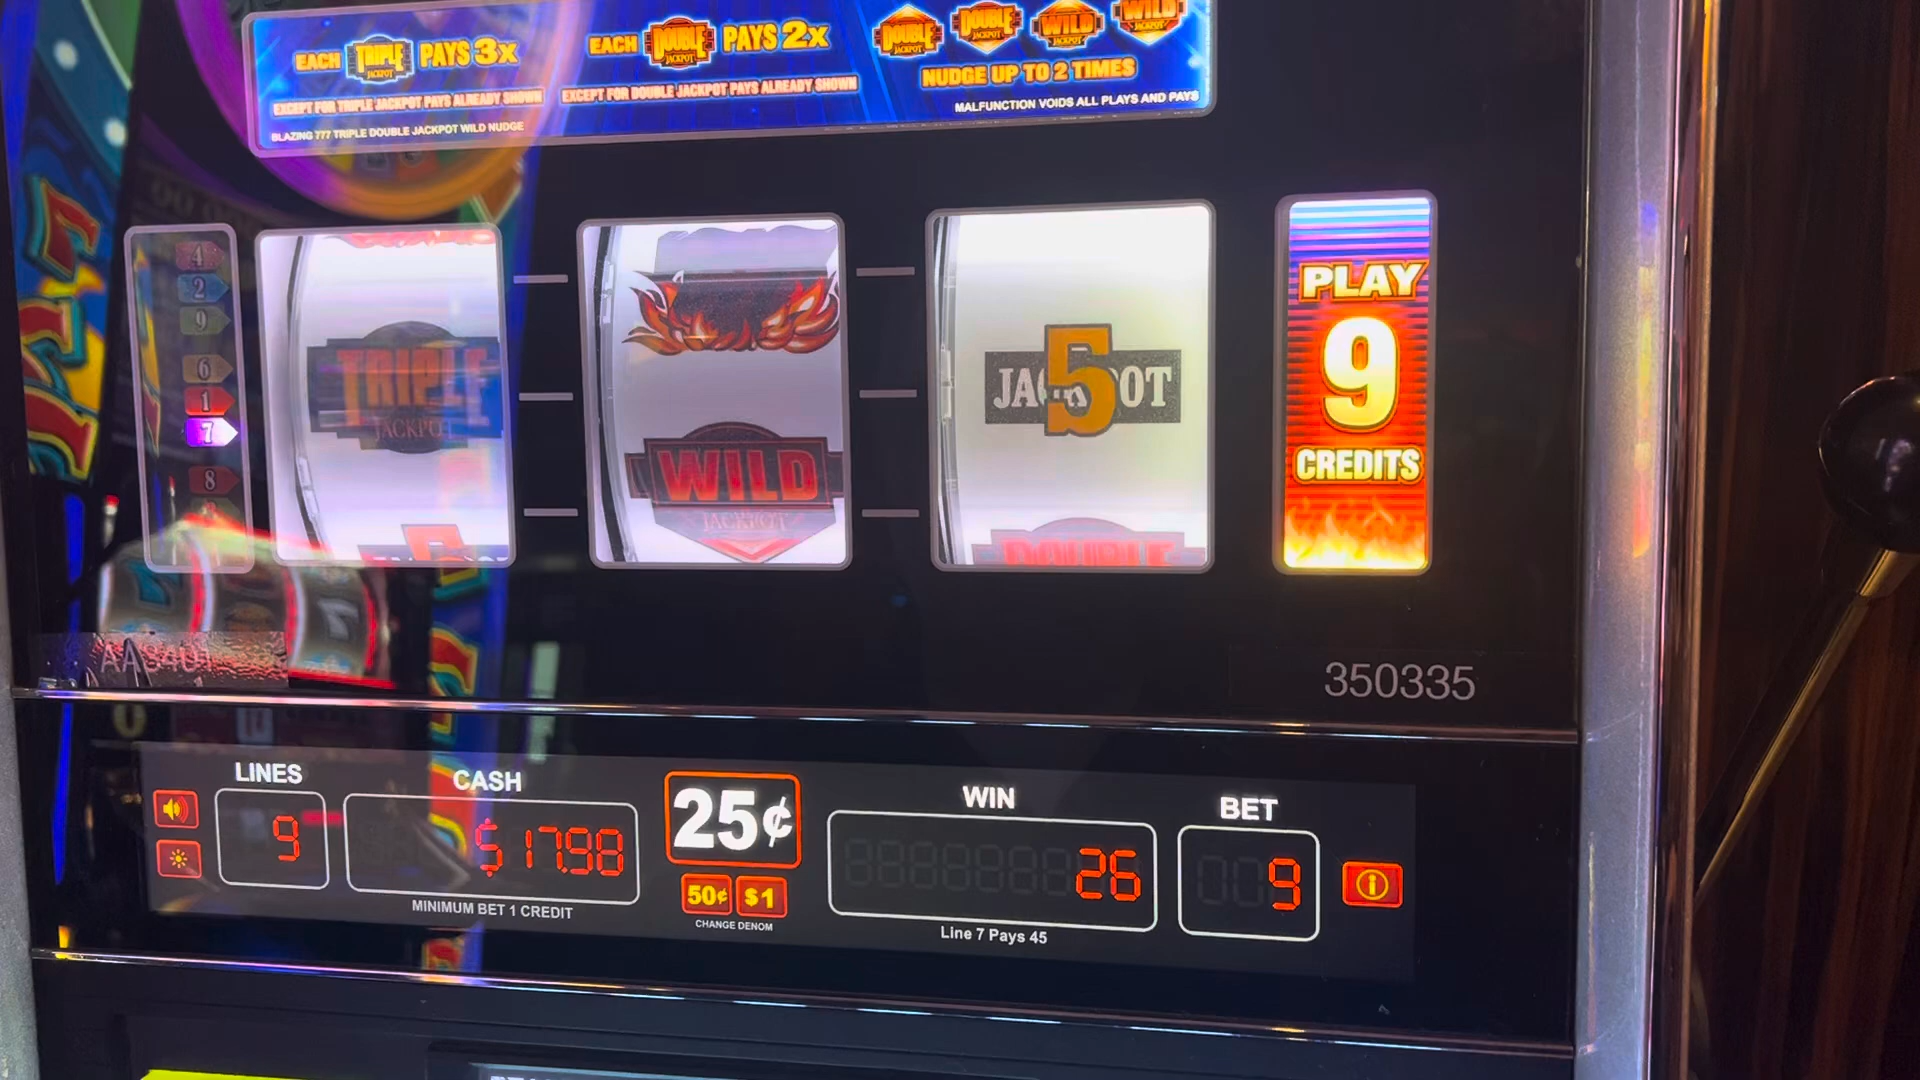 EACH TRIPLE JACKPOT PAYS 3x
EXCEPT FOR TRIPLE JACKPOT PAYS ALREADY SHOWN
BLAZING 777 TRIPLE DOUBLE JACKPOT WILD NUDGE
EACH DOUBLE JACKPOT PAYS 2x
EXCEPT FOR DOUBLE JACKPOT PAYS ALREADY SHOWN
DOUBLE JACKPOT DOUBLE JACKPOT WILD JACKPOT WILD JACKPOT
NUDGE UP TO 2 TIMES
MALFUNCTION VOIDS ALL PLAYS AND PAYS
4
2
9
6
1
7
8
TRIPLE
JACKPOT
WILD
JACKPOT
5
JACKPOT
DOUBLE
PLAY
9
CREDITS
350335
LINES
9
CASH
$17.98
MINIMUM BET 1 CREDIT
25¢
50¢ $1
CHANGE DENOM
WIN
26
Line 7 Pays 45
BET
9